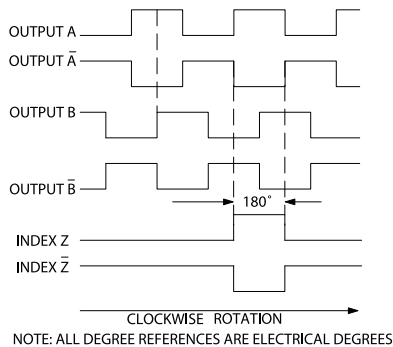 OUTPUT A
OUTPUT A̅
OUTPUT B
OUTPUT B̅
180°
INDEX Z
INDEX Z̅
CLOCKWISE ROTATION
NOTE: ALL DEGREE REFERENCES ARE ELECTRICAL DEGREES